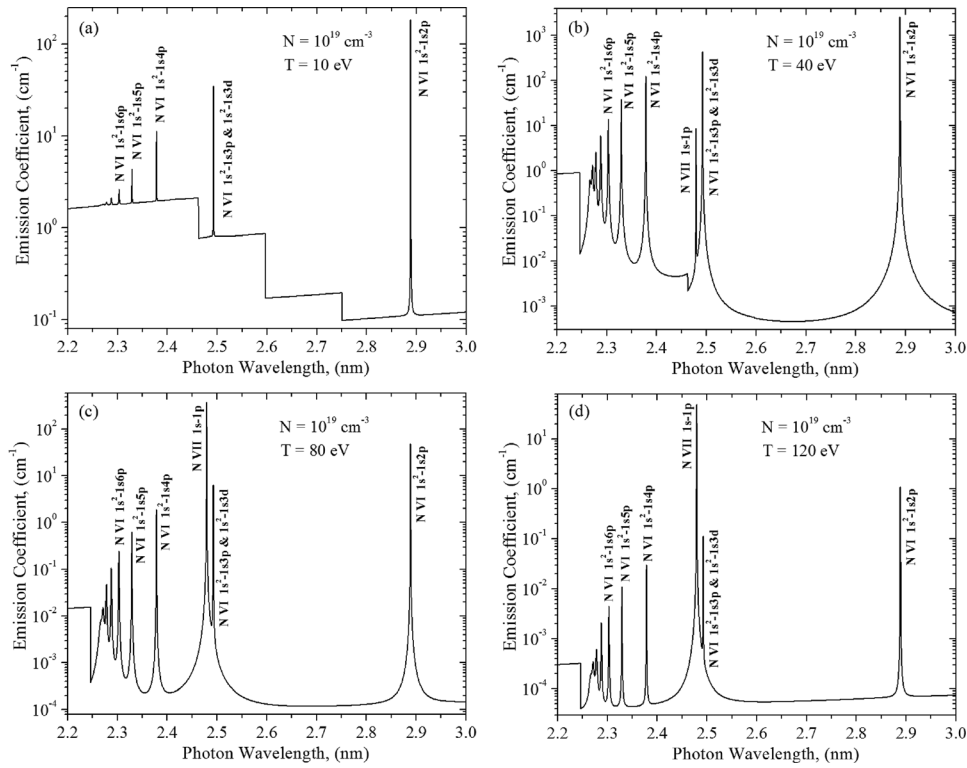 (a)
N = 10¹⁹ cm⁻³
T = 10 eV
N VI 1s²-1s6p
N VI 1s²-1s5p
N VI 1s²-1s4p
N VI 1s²-1s3p & 1s²-1s3d
N VI 1s²-1s2p
Emission Coefficient, (cm⁻¹)
10²
10¹
10⁰
10⁻¹
2.2 2.3 2.4 2.5 2.6 2.7 2.8 2.9 3.0
Photon Wavelength, (nm)
(b)
N = 10¹⁹ cm⁻³
T = 40 eV
N VI 1s²-1s6p
N VI 1s²-1s5p
N VI 1s²-1s4p
N VII 1s-1p
N VI 1s²-1s3p & 1s²-1s3d
N VI 1s²-1s2p
Emission Coefficient, (cm⁻¹)
10³
10²
10¹
10⁰
10⁻¹
10⁻²
10⁻³
2.2 2.3 2.4 2.5 2.6 2.7 2.8 2.9 3.0
Photon Wavelength, (nm)
(c)
N = 10¹⁹ cm⁻³
T = 80 eV
N VI 1s²-1s6p
N VI 1s²-1s5p
N VI 1s²-1s4p
N VII 1s-1p
N VI 1s²-1s3p & 1s²-1s3d
N VI 1s²-1s2p
Emission Coefficient, (cm⁻¹)
10²
10¹
10⁰
10⁻¹
10⁻²
10⁻³
10⁻⁴
2.2 2.3 2.4 2.5 2.6 2.7 2.8 2.9 3.0
Photon Wavelength, (nm)
(d)
N = 10¹⁹ cm⁻³
T = 120 eV
N VI 1s²-1s6p
N VI 1s²-1s5p
N VI 1s²-1s4p
N VII 1s-1p
N VI 1s²-1s3p & 1s²-1s3d
N VI 1s²-1s2p
Emission Coefficient, (cm⁻¹)
10¹
10⁰
10⁻¹
10⁻²
10⁻³
10⁻⁴
2.2 2.3 2.4 2.5 2.6 2.7 2.8 2.9 3.0
Photon Wavelength, (nm)